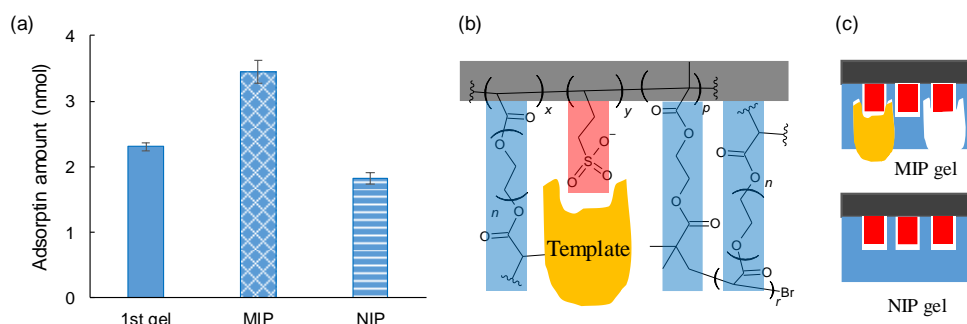 (a)
Adsorptin amount (nmol)
4
3
2
1
0
1st gel MIP NIP
(b)
x y p
O
O
O⁻
S
O O
O
O
n
O
O
Template
O
O
O
O
O
O
n
O
O
r
Br
(c)
MIP gel
NIP gel